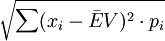 √∑(xᵢ − ĒV)² · pᵢ